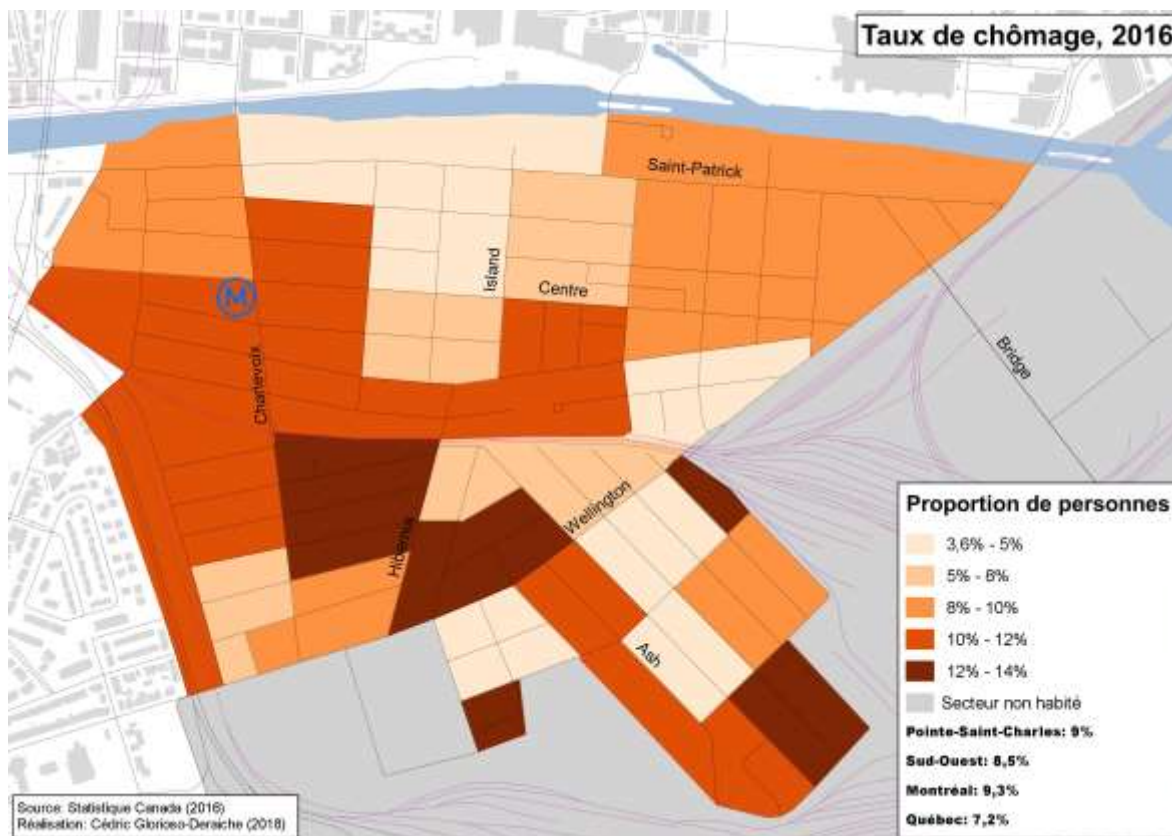 Taux de chômage, 2016
Saint-Patrick
Island
Centre
M
Charlevoix
Bridge
Wellington
Hibernia
Ash
Proportion de personnes
3,6% - 5%
5% - 8%
8% - 10%
10% - 12%
12% - 14%
Secteur non habité
Pointe-Saint-Charles: 9%
Sud-Ouest: 8,5%
Montréal: 9,3%
Québec: 7,2%
Source: Statistique Canada (2016)
Réalisation: Cédric Glorioso-Deraiche (2018)